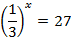 (1/3)^x = 27